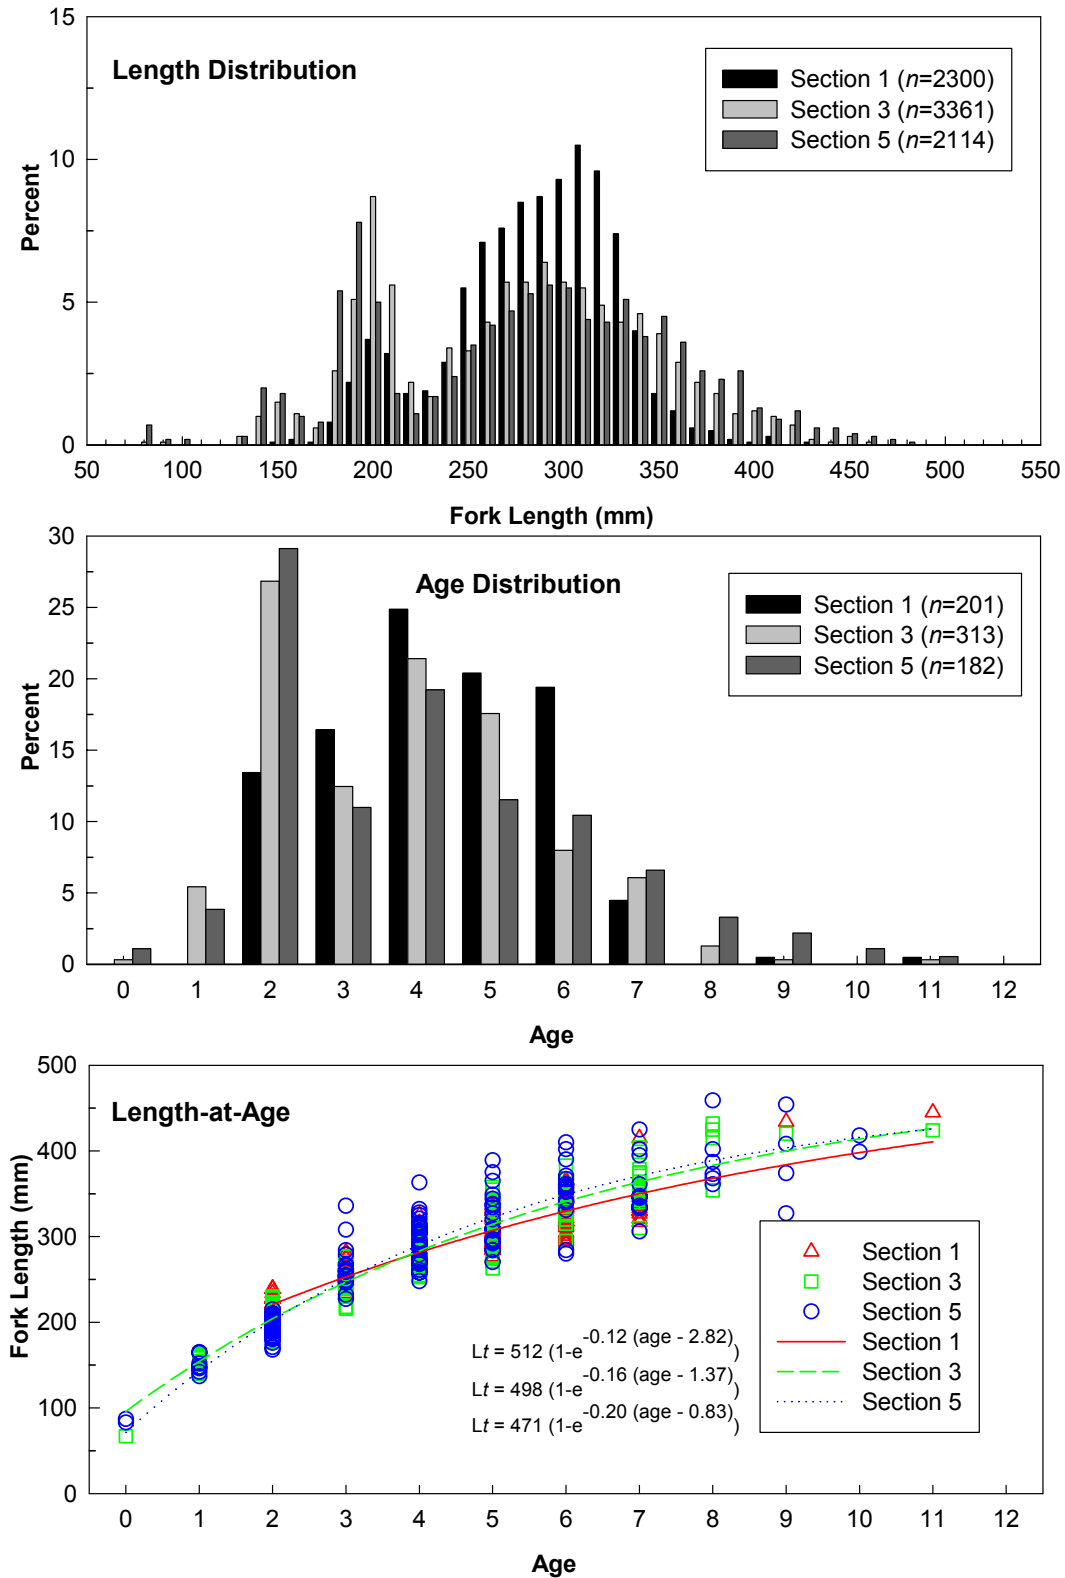 15
Length Distribution
Section 1 (n=2300)
Section 3 (n=3361)
Section 5 (n=2114)
10
Percent
5
0
50 100 150 200 250 300 350 400 450 500 550
Fork Length (mm)
30
Age Distribution
25
Section 1 (n=201)
Section 3 (n=313)
Section 5 (n=182)
20
Percent
15
10
5
0
0 1 2 3 4 5 6 7 8 9 10 11 12
Age
500
Length-at-Age
400
Fork Length (mm)
300
200
100
0
Section 1
Section 3
Section 5
Section 1
Section 3
Section 5
Lt = 512 (1-e-0.12 (age - 2.82))
Lt = 498 (1-e-0.16 (age - 1.37))
Lt = 471 (1-e-0.20 (age - 0.83))
0 1 2 3 4 5 6 7 8 9 10 11 12
Age